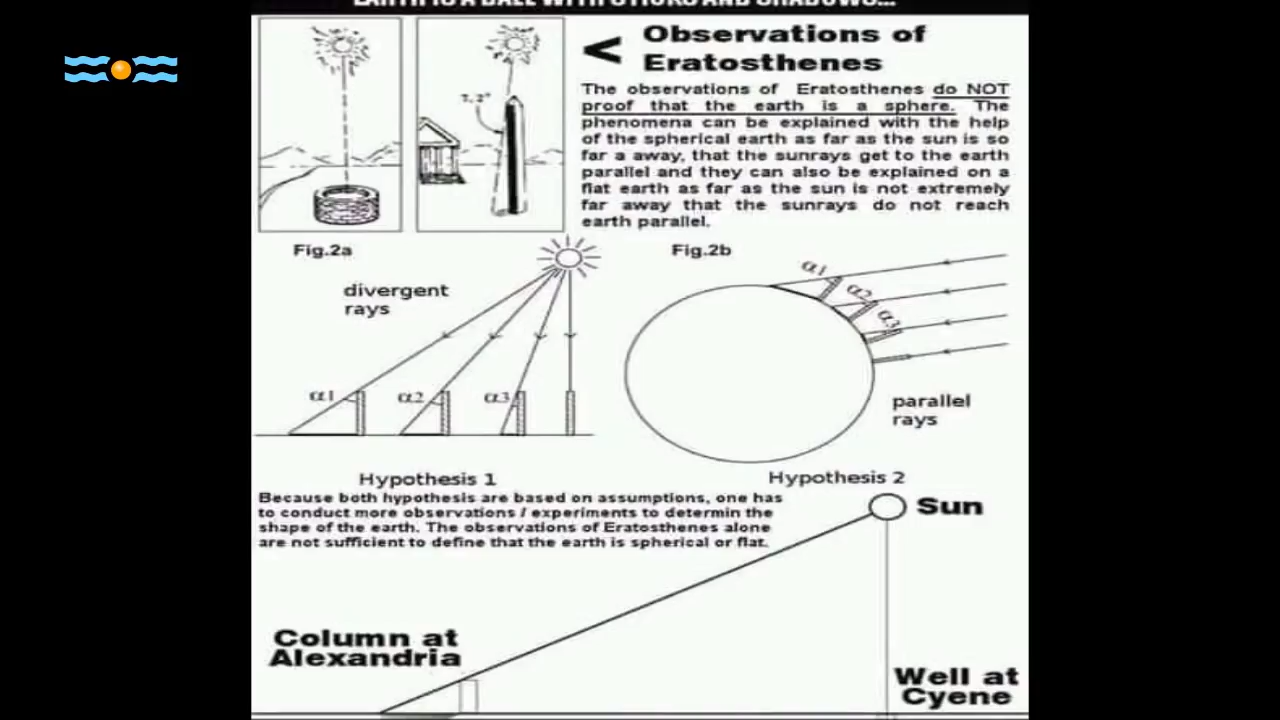 EARTH IS A BALL WITH STICKS AND SHADOWS...
< Observations of
Eratosthenes
The observations of Eratosthenes do NOT
proof that the earth is a sphere. The
phenomena can be explained with the help
of the spherical earth as far as the sun is so
far a away, that the sunrays get to the earth
parallel and they can also be explained on a
flat earth as far as the sun is not extremely
far away that the sunrays do not reach
earth parallel.
7,2°
Fig.2a
Fig.2b
divergent
rays
α1
α2
α3
α1
α2
α3
parallel
rays
Hypothesis 1
Hypothesis 2
Because both hypothesis are based on assumptions, one has
to conduct more observations / experiments to determin the
shape of the earth. The observations of Eratosthenes alone
are not sufficient to define that the earth is spherical or flat.
Sun
Column at
Alexandria
Well at
Cyene